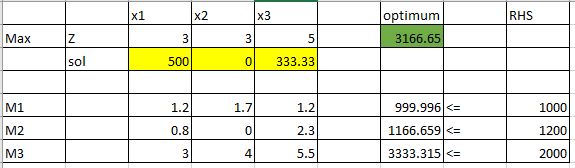 x1 x2 x3 optimum RHS
Max Z 3 3 5 3166.65
sol 500 0 333.33
M1 1.2 1.7 1.2 999.996 <= 1000
M2 0.8 0 2.3 1166.659 <= 1200
M3 3 4 5.5 3333.315 <= 2000